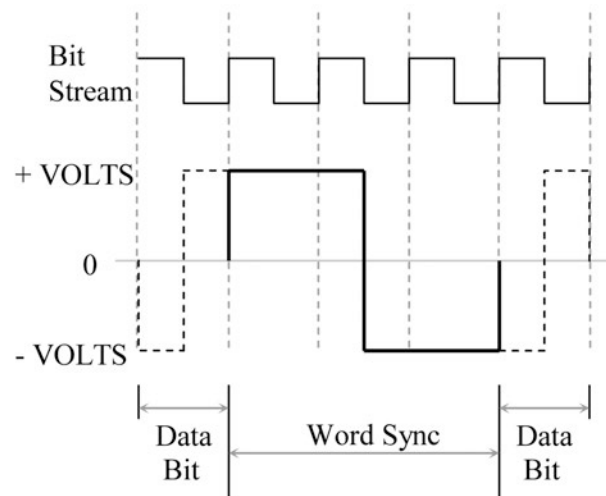 Bit
Stream
+ VOLTS
0
- VOLTS
Data
Bit
Word Sync
Data
Bit